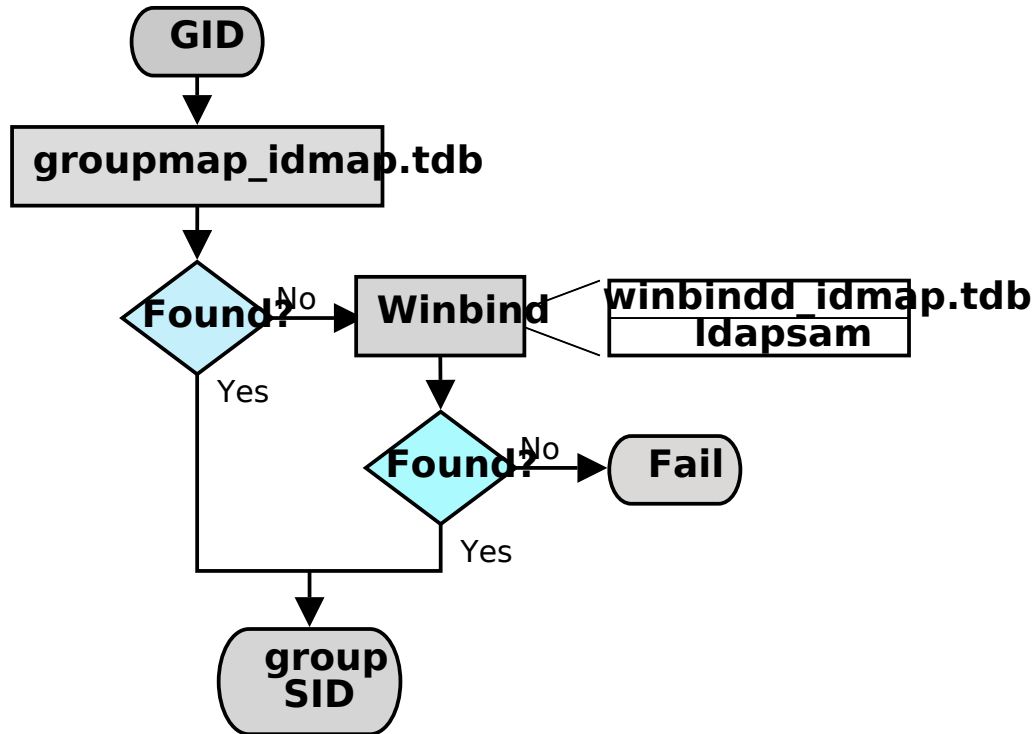 GID
groupmap_idmap.tdb
Found?
No
Winbind
winbindd_idmap.tdb
ldapsam
Yes
Found?
No
Fail
Yes
group
SID